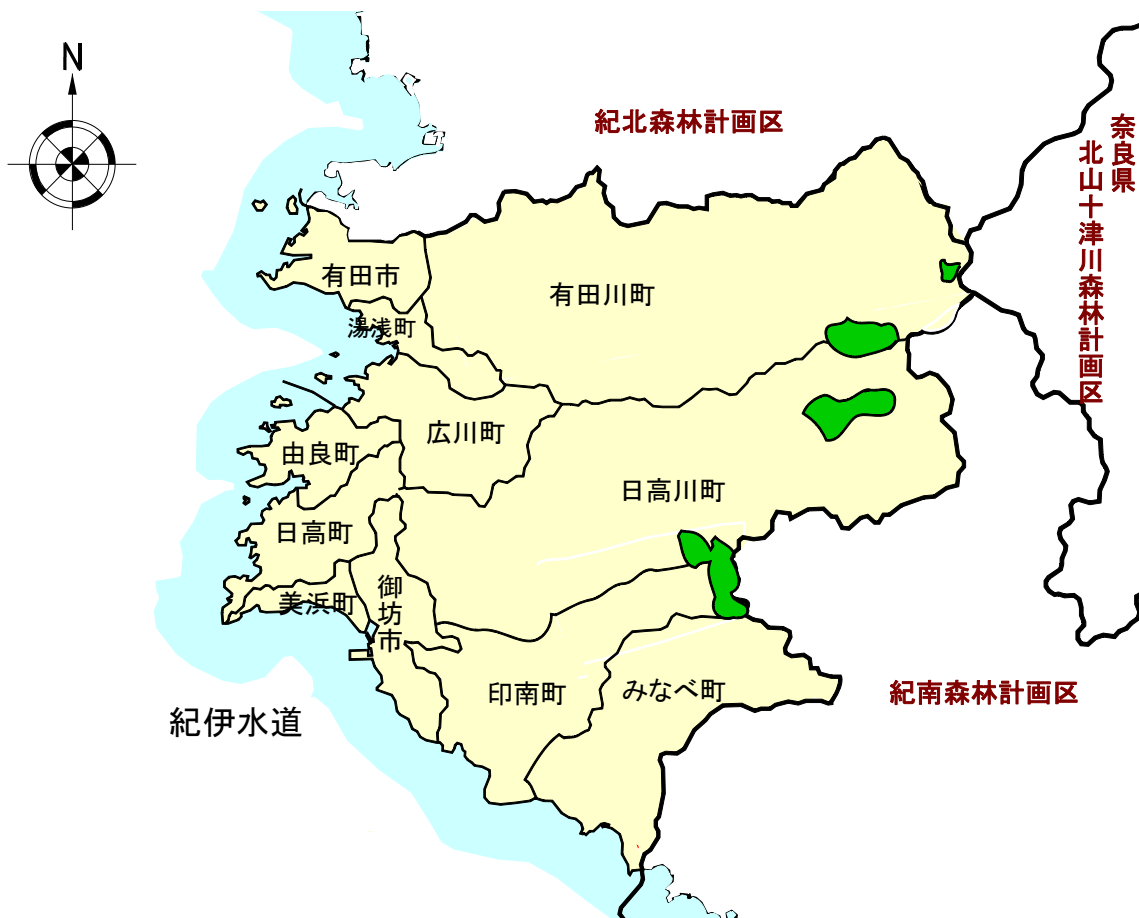 N
紀北森林計画区
奈良県
北山十津川森林計画区
有田市
有田川町
湯浅町
広川町
由良町
日高川町
日高町
御坊市
美浜町
印南町
みなべ町
紀南森林計画区
紀伊水道